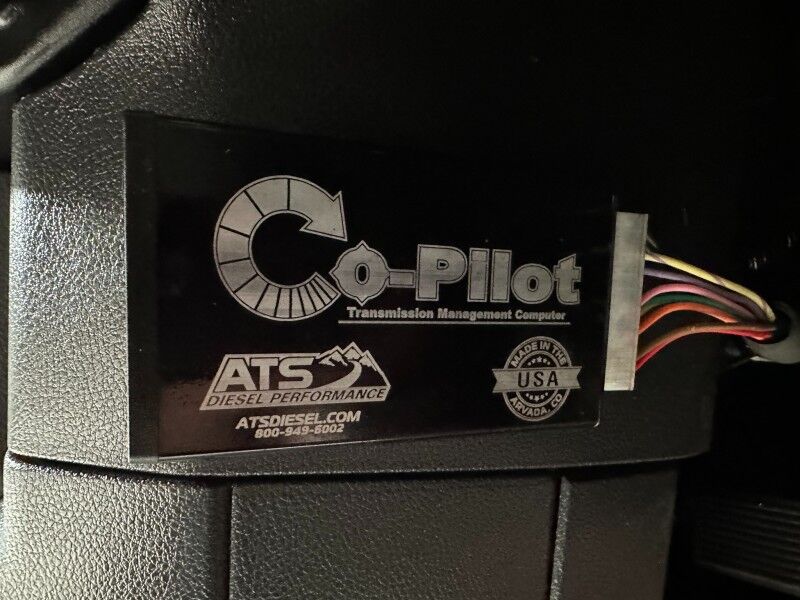 Co-Pilot
Transmission Management Computer
ATS
DIESEL PERFORMANCE
ATSDIESEL.COM
800-949-6002
MADE IN THE
USA
ARVADA, CO